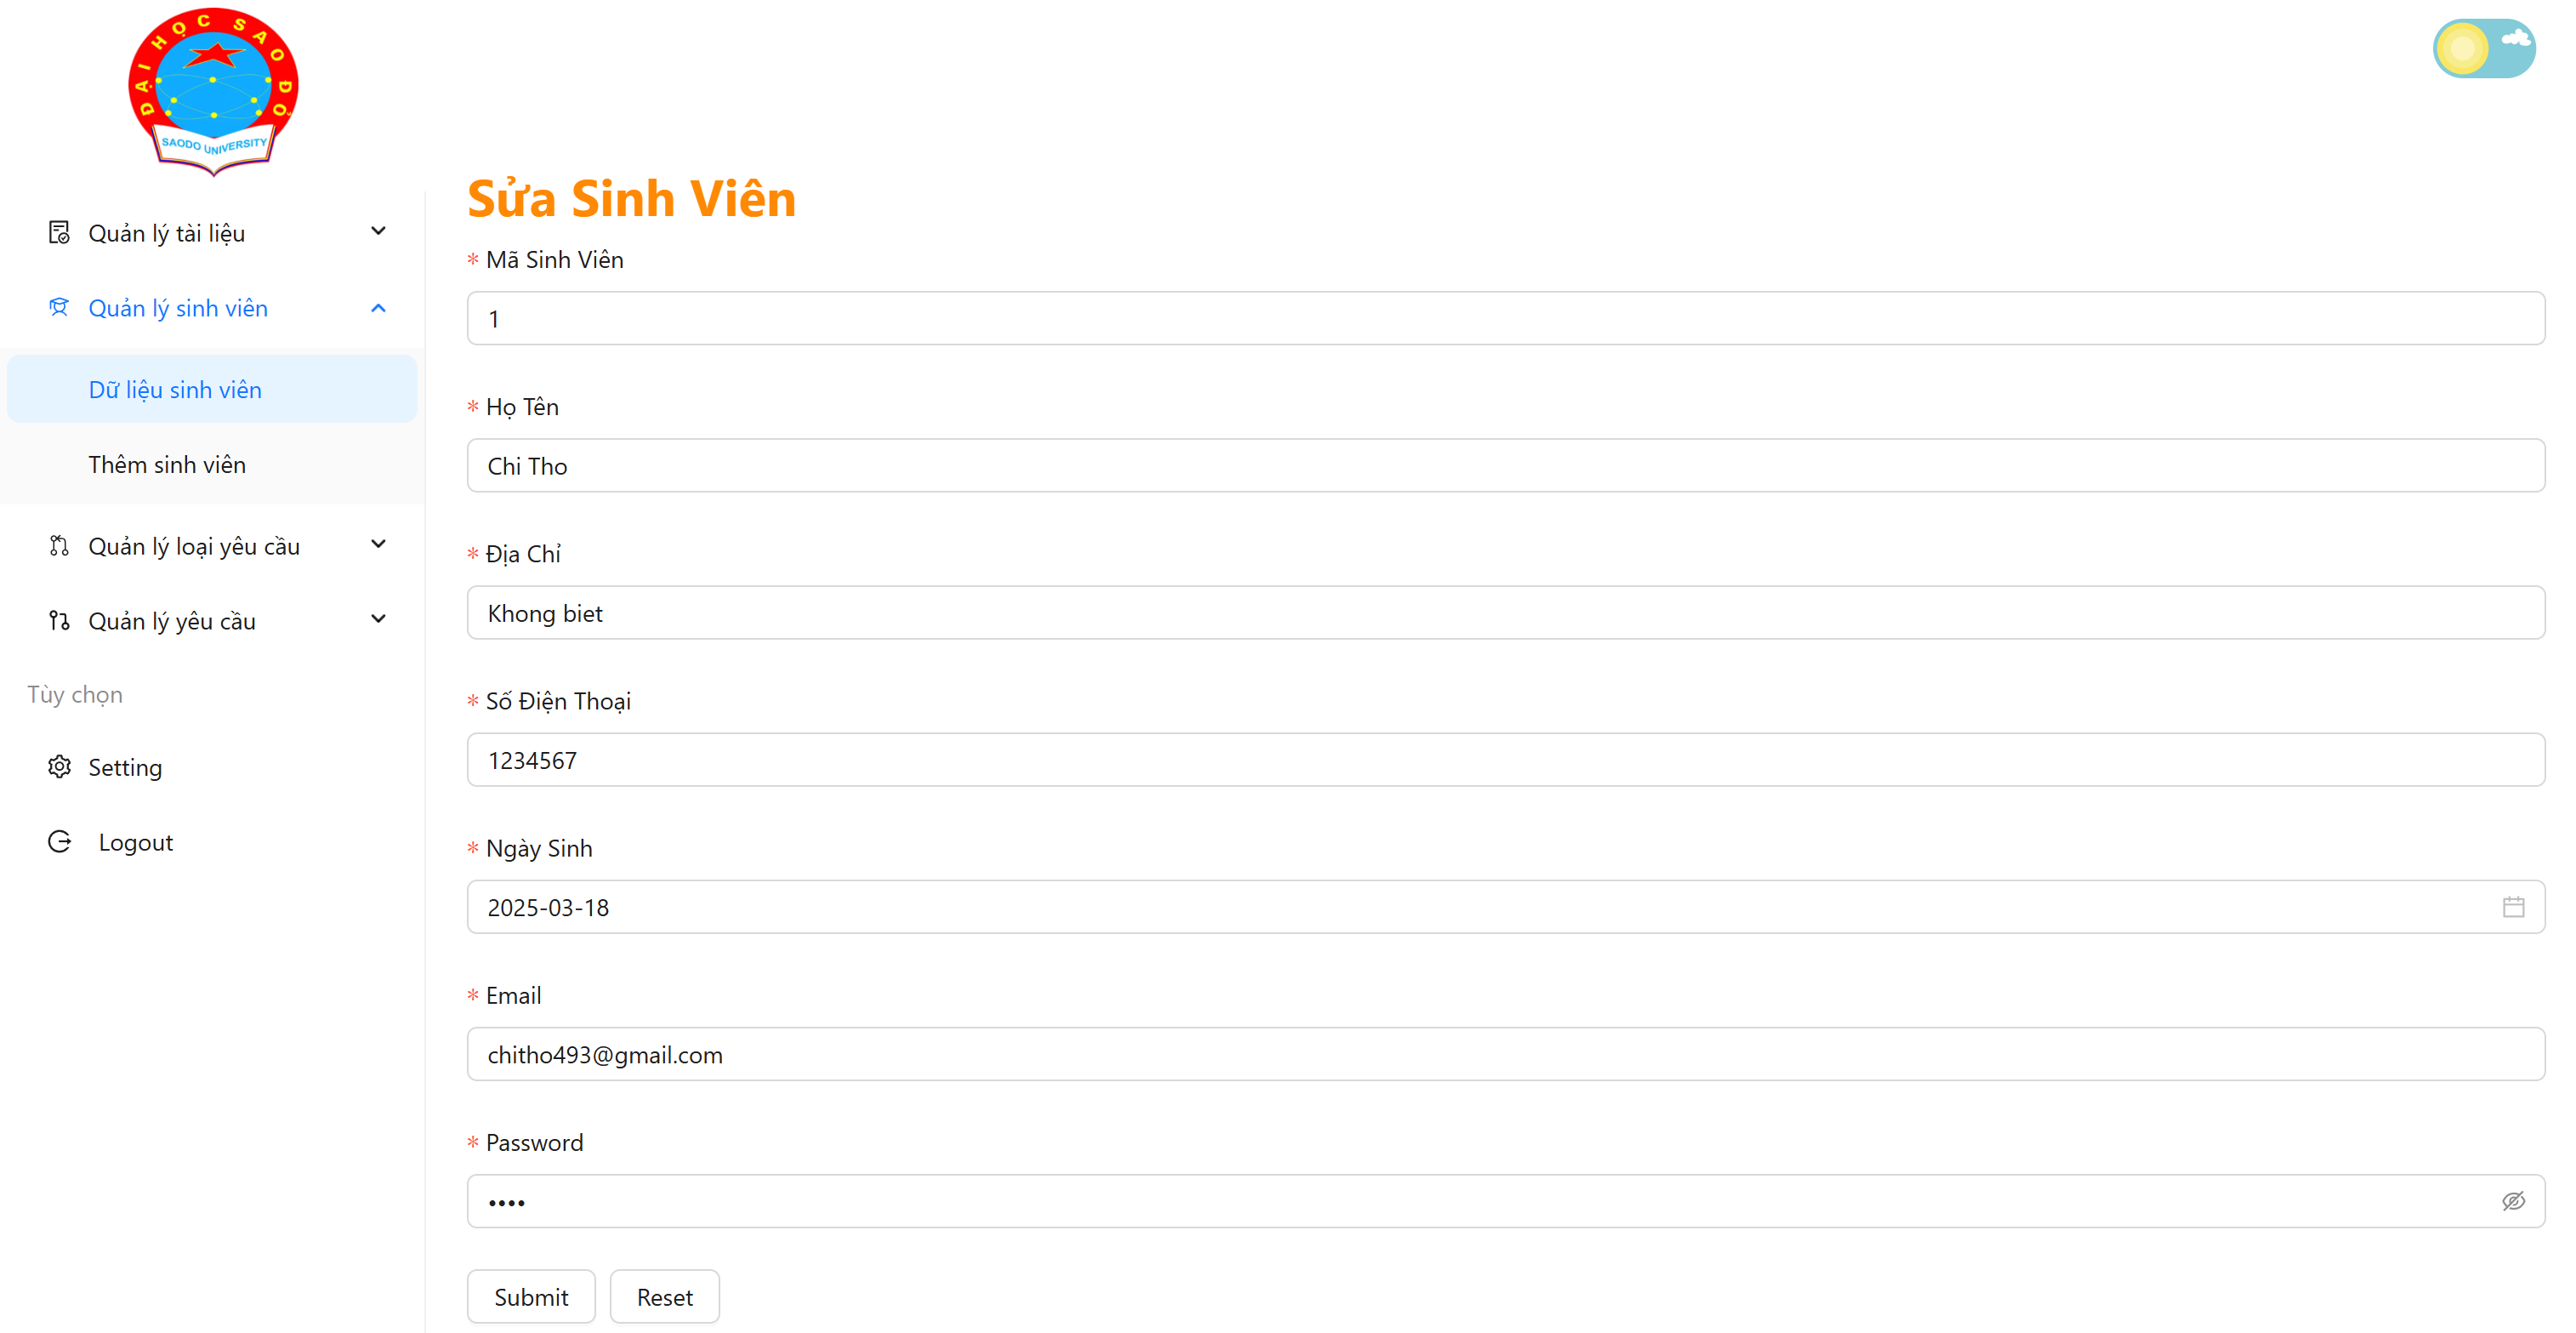 ĐẠI HỌC SAO ĐỎ
SAODO UNIVERSITY
Quản lý tài liệu
Quản lý sinh viên
Dữ liệu sinh viên
Thêm sinh viên
Quản lý loại yêu cầu
Quản lý yêu cầu
Tùy chọn
Setting
Logout
Sửa Sinh Viên
* Mã Sinh Viên
1
* Họ Tên
Chi Tho
* Địa Chỉ
Khong biet
* Số Điện Thoại
1234567
* Ngày Sinh
2025-03-18
* Email
chitho493@gmail.com
* Password
••••
Submit Reset